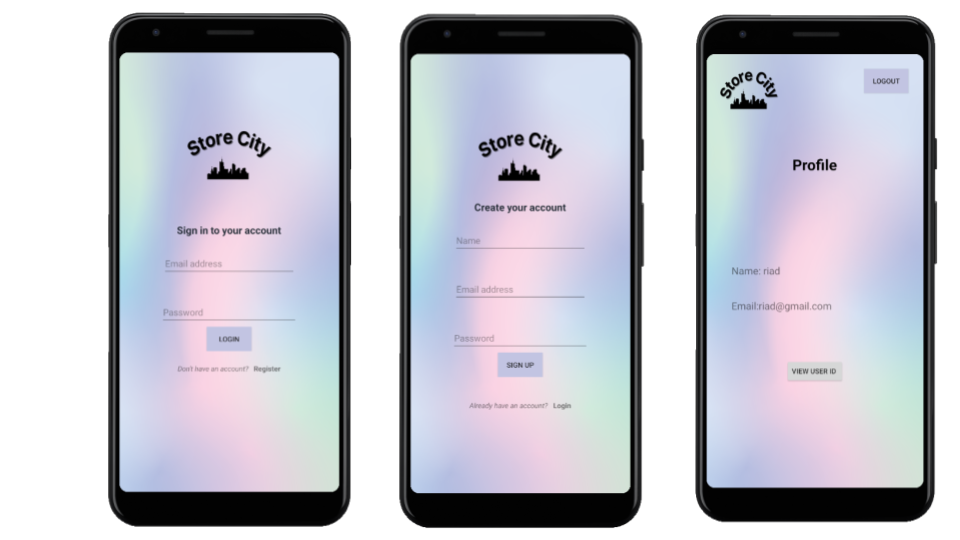 Store City
Sign in to your account
Email address
Password
LOGIN
Don't have an account? Register
Store City
Create your account
Name
Email address
Password
SIGN UP
Already have an account? Login
Store City
LOGOUT
Profile
Name: riad
Email:riad@gmail.com
VIEW USER ID